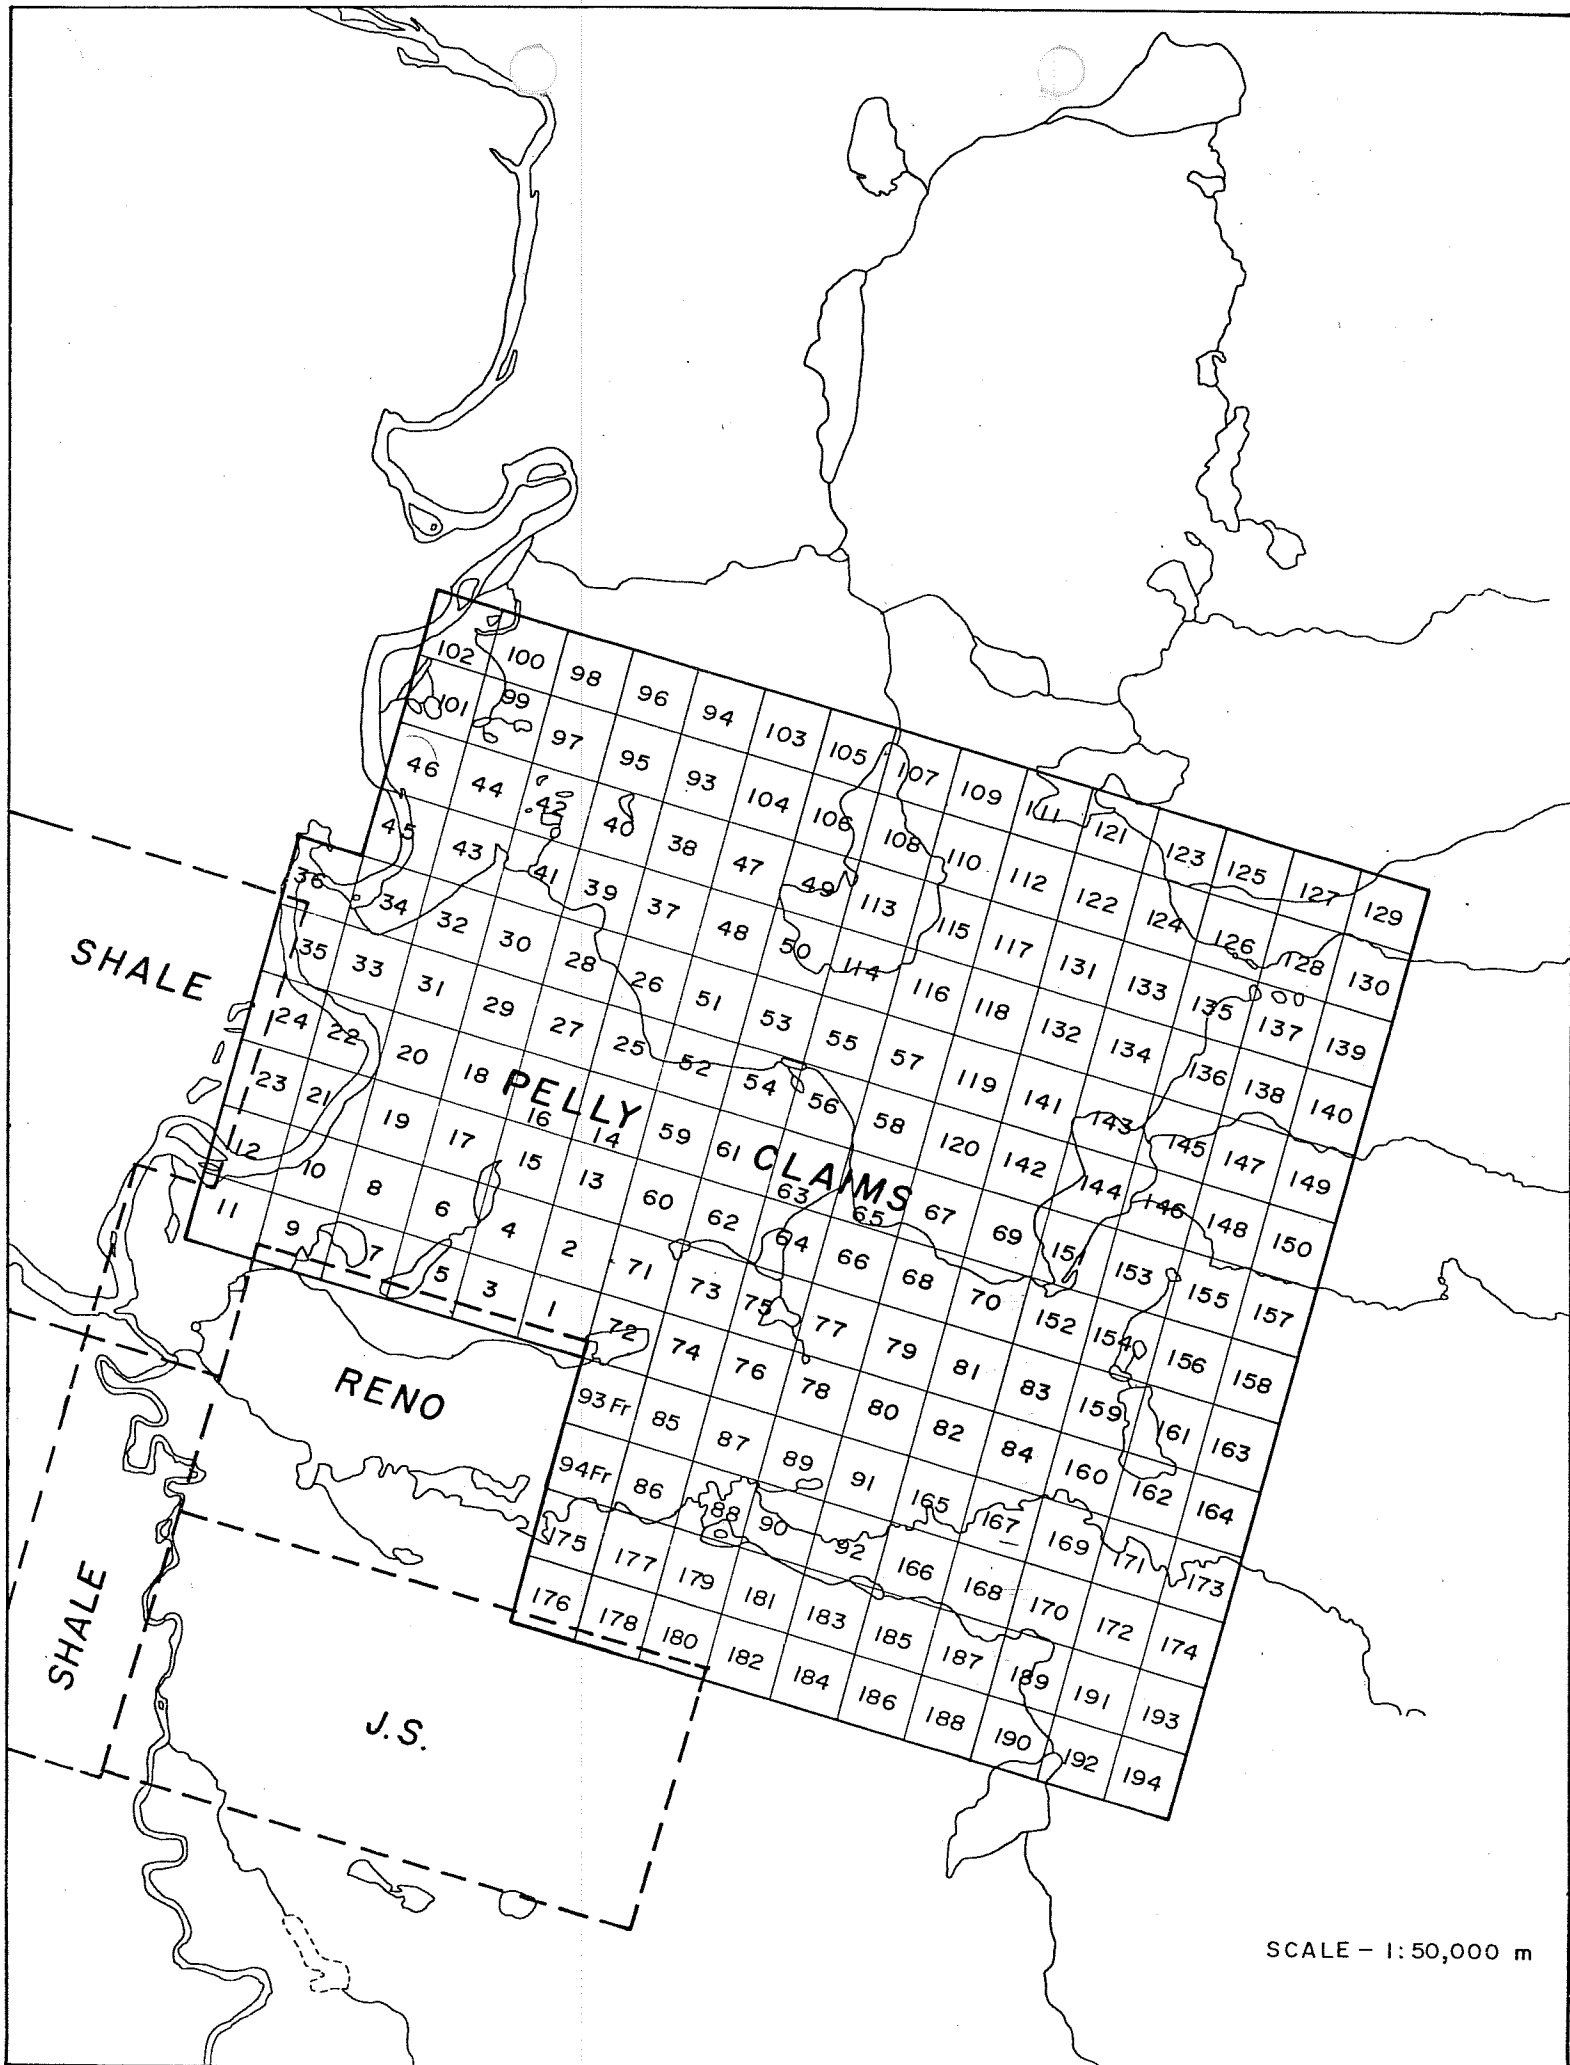 102 100 98 96 94 103 105 107 109 111 121 123 125 127 129
101 99 97 95 93 104 106 108 110 112 122 124 126 128 130
46 44 42 40 38 47 49 113 115 117 131 133 135 137 139
45 43 41 39 37 48 50 114 116 118 132 134 136 138 140
36 34 32 30 28 26 51 53 55 57 119 141 143 145 147 149
35 33 31 29 27 25 52 54 56 58 120 142 144 146 148 150
SHALE
24 22 20 18 16 14 59 61 63 65 67 69 151 153 155 157
PELLY CLAIMS
23 21 19 17 15 13 60 62 64 66 68 70 152 154 156 158
12 10 8 6 4 2 71 73 75 77 79 81 83 159 161 163
11 9 7 5 3 1 72 74 76 78 80 82 84 160 162 164
RENO
93 Fr 85 87 89 91 165 167 169 171 173
94 Fr 86 88 90 92 166 168 170 172 174
175 177 179 181 183 185 187 189 191 193
176 178 180 182 184 186 188 190 192 194
SHALE
J.S.
SCALE – 1:50,000 m